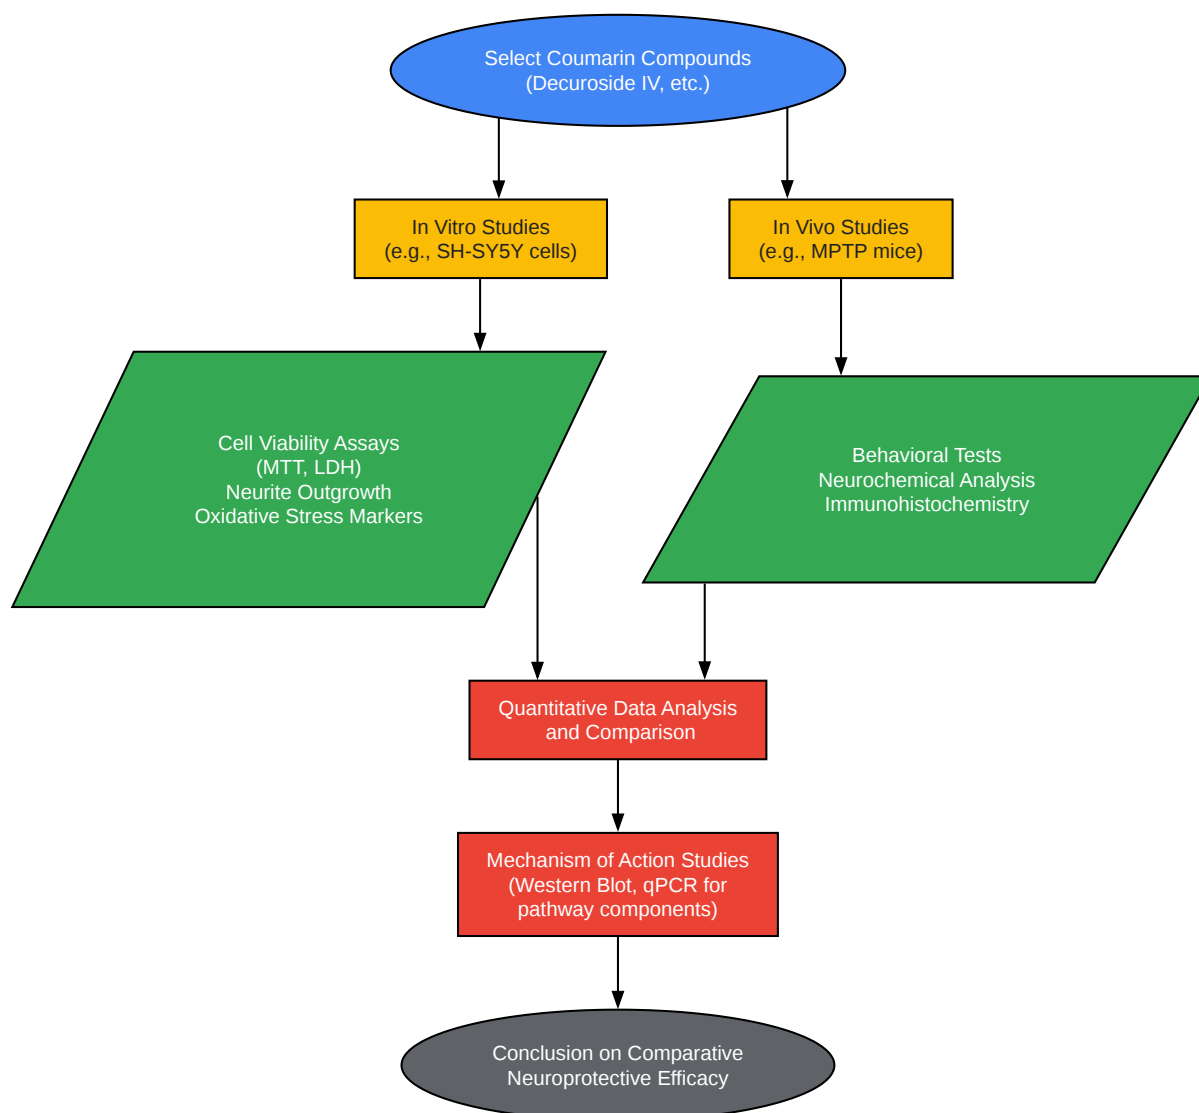 Select Coumarin Compounds
(Decuroside IV, etc.)
In Vitro Studies
(e.g., SH-SY5Y cells)
In Vivo Studies
(e.g., MPTP mice)
Cell Viability Assays
(MTT, LDH)
Neurite Outgrowth
Oxidative Stress Markers
Behavioral Tests
Neurochemical Analysis
Immunohistochemistry
Quantitative Data Analysis
and Comparison
Mechanism of Action Studies
(Western Blot, qPCR for
pathway components)
Conclusion on Comparative
Neuroprotective Efficacy